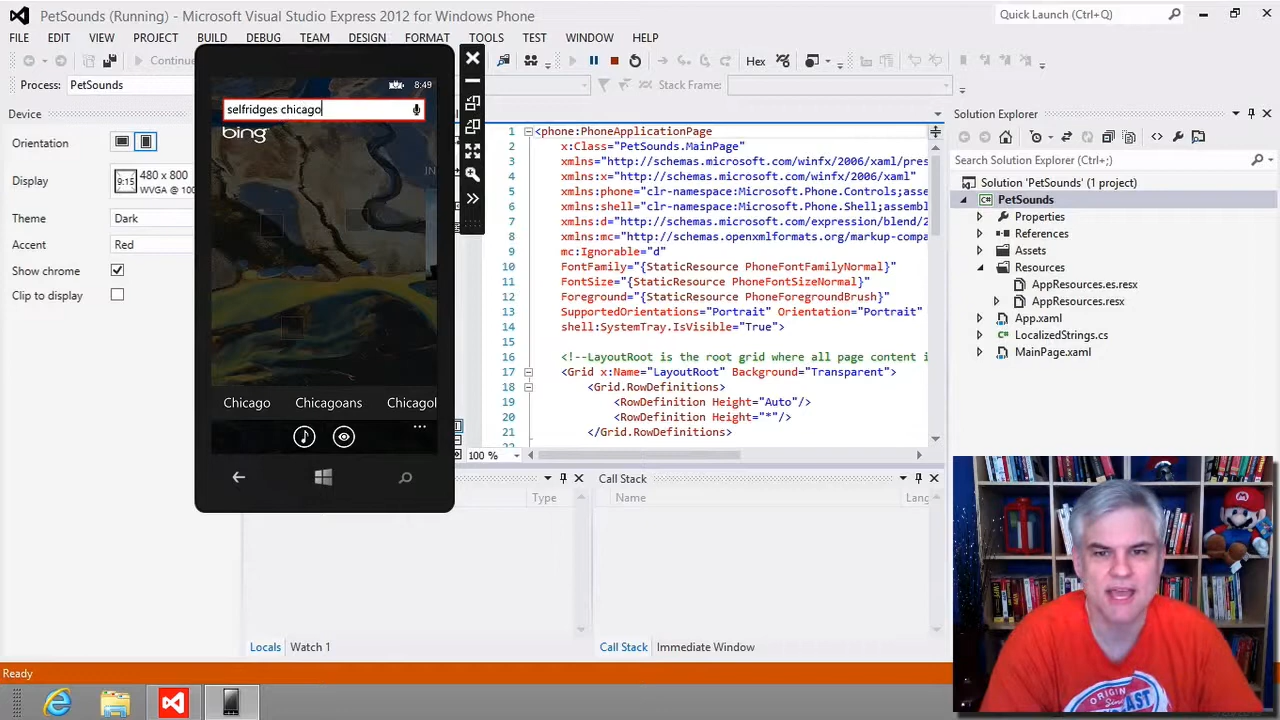 PetSounds (Running) - Microsoft Visual Studio Express 2012 for Windows Phone
Quick Launch (Ctrl+Q)
FILE EDIT VIEW PROJECT BUILD DEBUG TEAM DESIGN FORMAT TOOLS TEST WINDOW HELP
Continue
Hex
Process: PetSounds
Stack Frame:
Device
Orientation
Display
9:15
480 x 800
WVGA @ 100
Theme
Dark
Accent
Red
Show chrome
Clip to display
8:49
selfridges chicago
bing
IN
Chicago Chicagoans Chicagol
...
1 <phone:PhoneApplicationPage
2 x:Class="PetSounds.MainPage"
3 xmlns="http://schemas.microsoft.com/winfx/2006/xaml/pres
4 xmlns:x="http://schemas.microsoft.com/winfx/2006/xaml"
5 xmlns:phone="clr-namespace:Microsoft.Phone.Controls;asse
6 xmlns:shell="clr-namespace:Microsoft.Phone.Shell;assembl
7 xmlns:d="http://schemas.microsoft.com/expression/blend/2
8 xmlns:mc="http://schemas.openxmlformats.org/markup-compa
9 mc:Ignorable="d"
10 FontFamily="{StaticResource PhoneFontFamilyNormal}"
11 FontSize="{StaticResource PhoneFontSizeNormal}"
12 Foreground="{StaticResource PhoneForegroundBrush}"
13 SupportedOrientations="Portrait" Orientation="Portrait"
14 shell:SystemTray.IsVisible="True">
16 <!--LayoutRoot is the root grid where all page content i
17 <Grid x:Name="LayoutRoot" Background="Transparent">
18 <Grid.RowDefinitions>
19 <RowDefinition Height="Auto"/>
20 <RowDefinition Height="*"/>
21 </Grid.RowDefinitions>
100 %
Solution Explorer
Search Solution Explorer (Ctrl+;)
Solution 'PetSounds' (1 project)
PetSounds
Properties
References
Assets
Resources
AppResources.es.resx
AppResources.resx
App.xaml
LocalizedStrings.cs
MainPage.xaml
Type
Call Stack
Name
Lang
Locals Watch 1
Call Stack Immediate Window
Ready
ORIGIN